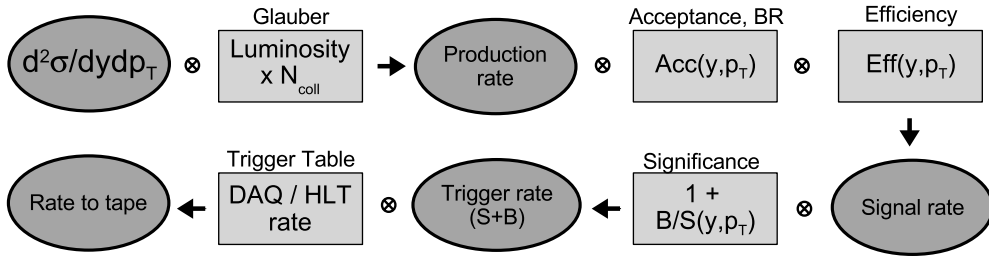 Glauber
Acceptance, BR
Efficiency
d²σ/dydp_T
⊗
Luminosity
x N_coll
Production
rate
⊗
Acc(y,p_T)
⊗
Eff(y,p_T)
Trigger Table
Significance
Rate to tape
DAQ / HLT
rate
⊗
Trigger rate
(S+B)
1 +
B/S(y,p_T)
⊗
Signal rate